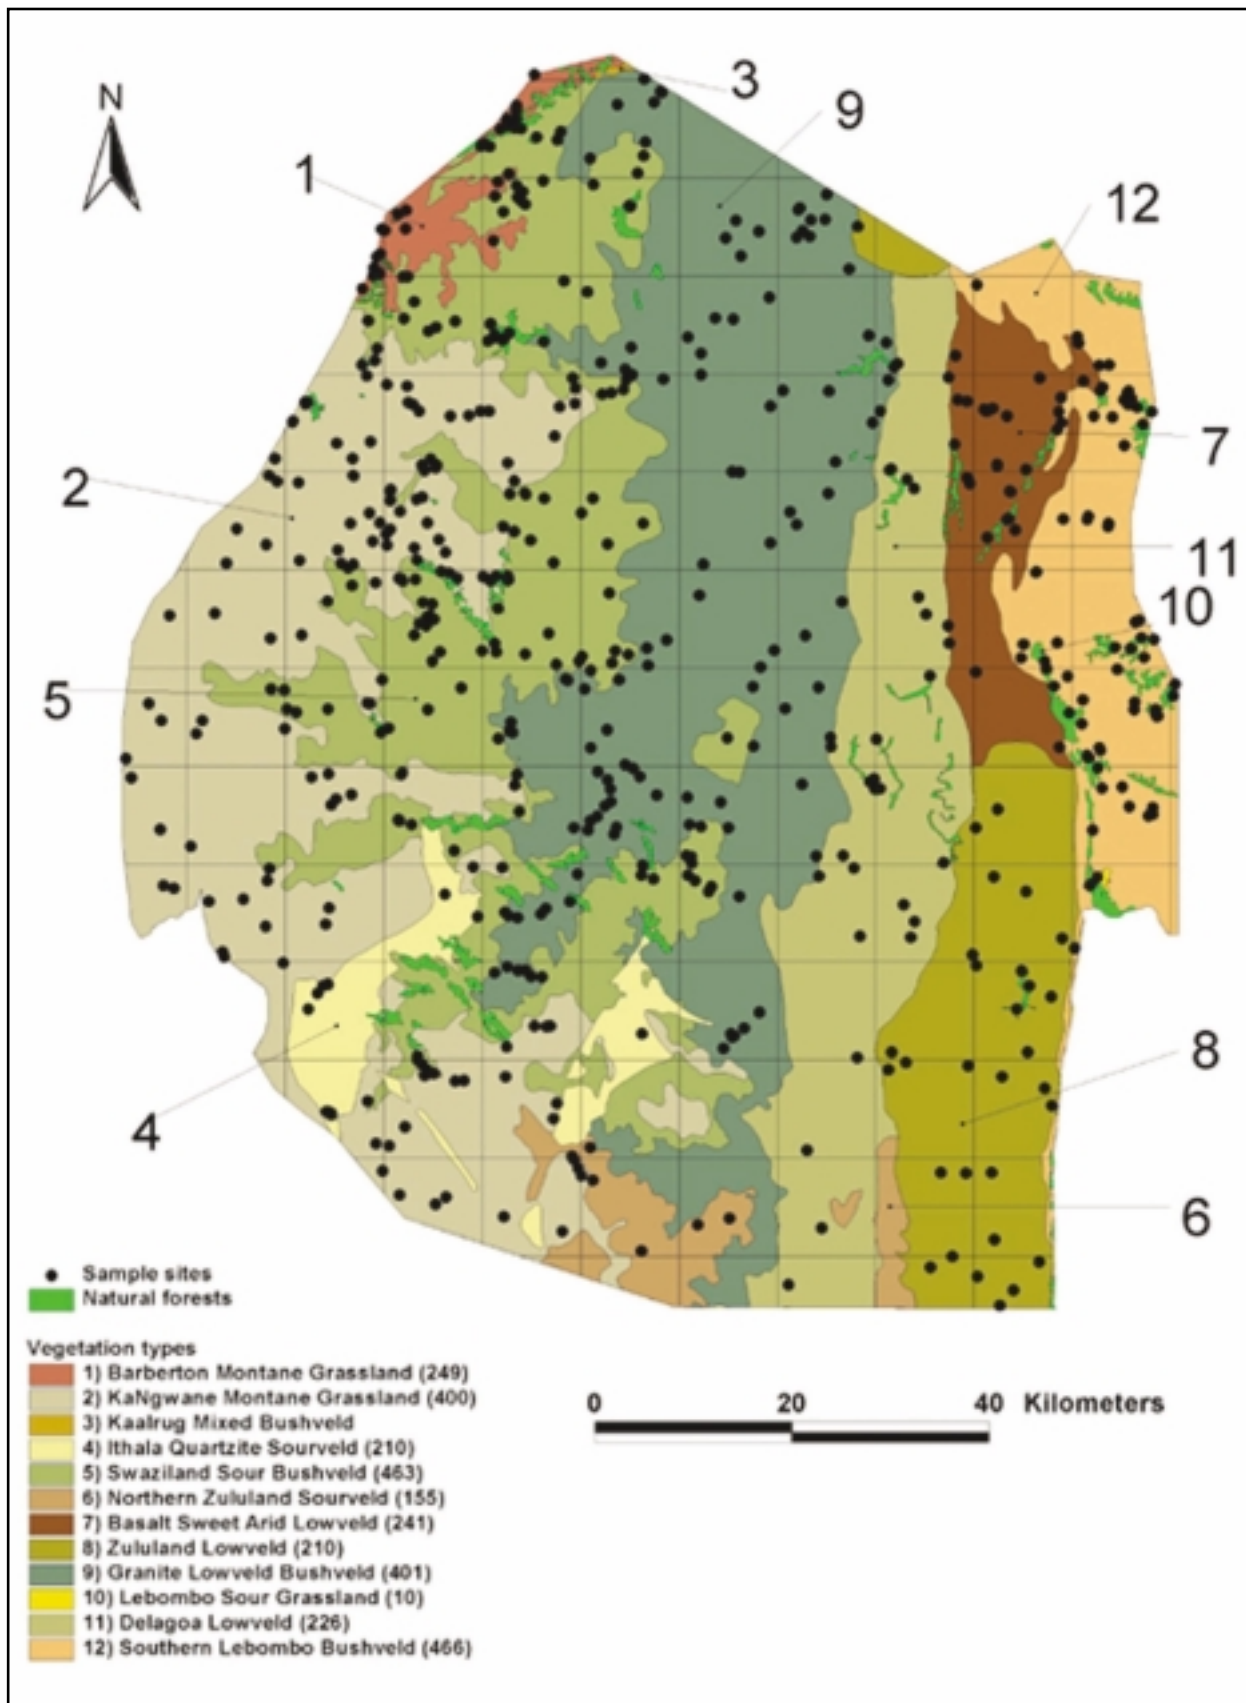 N
3
9
1
12
7
2
11
10
5
8
4
6
Sample sites
Natural forests
Vegetation types
1) Barberton Montane Grassland (249)
2) KaNgwane Montane Grassland (400)
3) Kaalrug Mixed Bushveld
4) Ithala Quartzite Sourveld (210)
5) Swaziland Sour Bushveld (463)
6) Northern Zululand Sourveld (155)
7) Basalt Sweet Arid Lowveld (241)
8) Zululand Lowveld (210)
9) Granite Lowveld Bushveld (401)
10) Lebombo Sour Grassland (10)
11) Delagoa Lowveld (226)
12) Southern Lebombo Bushveld (466)
0 20 40 Kilometers